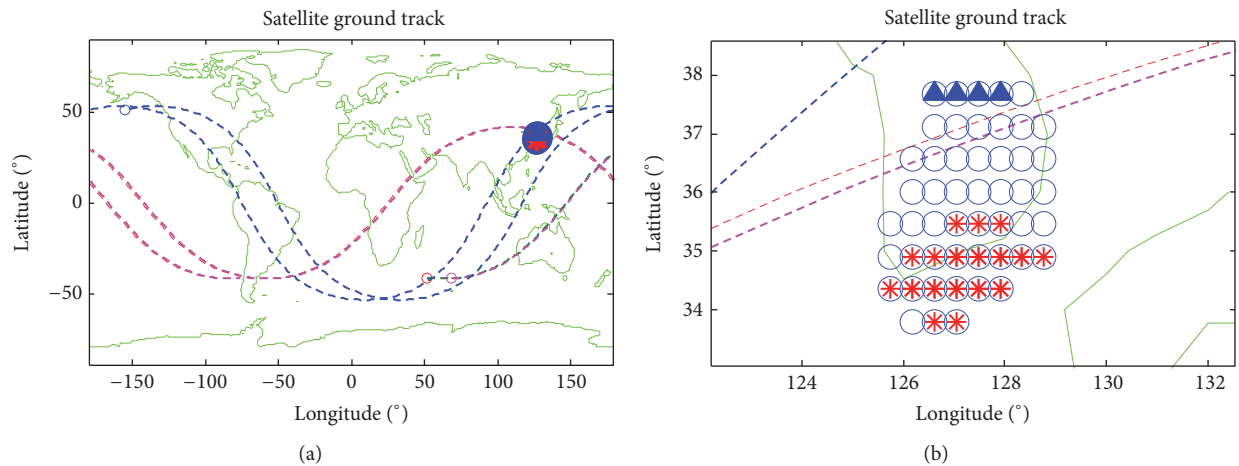 Satellite ground track
Latitude (°)
50
0
−50
−150
−100
−50
0
50
100
150
Longitude (°)
(a)
Satellite ground track
Latitude (°)
38
37
36
35
34
124
126
128
130
132
Longitude (°)
(b)